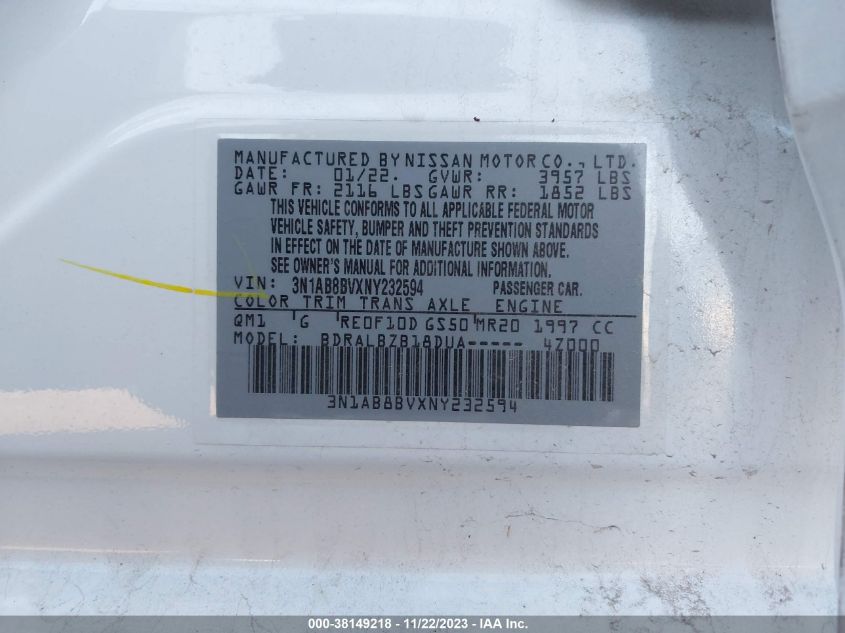 MANUFACTURED BY NISSAN MOTOR CO., LTD.
DATE: 01/22. GVWR: 3957 LBS
GAWR FR: 2116 LBS GAWR RR: 1852 LBS
THIS VEHICLE CONFORMS TO ALL APPLICABLE FEDERAL MOTOR
VEHICLE SAFETY, BUMPER AND THEFT PREVENTION STANDARDS
IN EFFECT ON THE DATE OF MANUFACTURE SHOWN ABOVE.
SEE OWNER'S MANUAL FOR ADDITIONAL INFORMATION.
VIN: 3N1AB8BVXNY232594 PASSENGER CAR.
COLOR TRIM TRANS AXLE ENGINE
QM1 G RE0F10D GS50 MR20 1997 CC
MODEL: BDRALBZB18DUA----- 4Z000
3N1AB8BVXNY232594
000-38149218 - 11/22/2023 - IAA Inc.